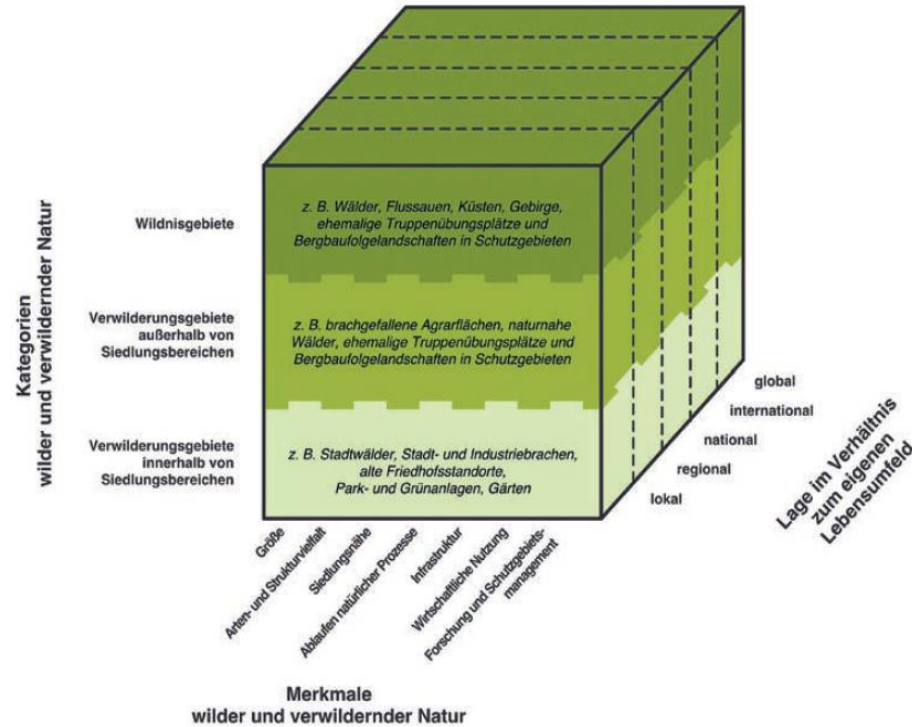 Kategorien
wilder und verwildernder Natur
Wildnisgebiete
z. B. Wälder, Flussauen, Küsten, Gebirge,
ehemalige Truppenübungsplätze und
Bergbaufolgelandschaften in Schutzgebieten
Verwilderungsgebiete
außerhalb von
Siedlungsbereichen
z. B. brachgefallene Agrarflächen, naturnahe
Wälder, ehemalige Truppenübungsplätze und
Bergbaufolgelandschaften in Schutzgebieten
Verwilderungsgebiete
innerhalb von
Siedlungsbereichen
z. B. Stadtwälder, Stadt- und Industriebrachen,
alte Friedhofsstandorte,
Park- und Grünanlagen, Gärten
global
international
national
regional
lokal
Lage im Verhältnis
zum eigenen
Lebensumfeld
Größe
Arten- und Strukturvielfalt
Siedlungsnähe
Ablaufen natürlicher Prozesse
Infrastruktur
Wirtschaftliche Nutzung
Forschung und Schutzgebiets-
management
Merkmale
wilder und verwildernder Natur